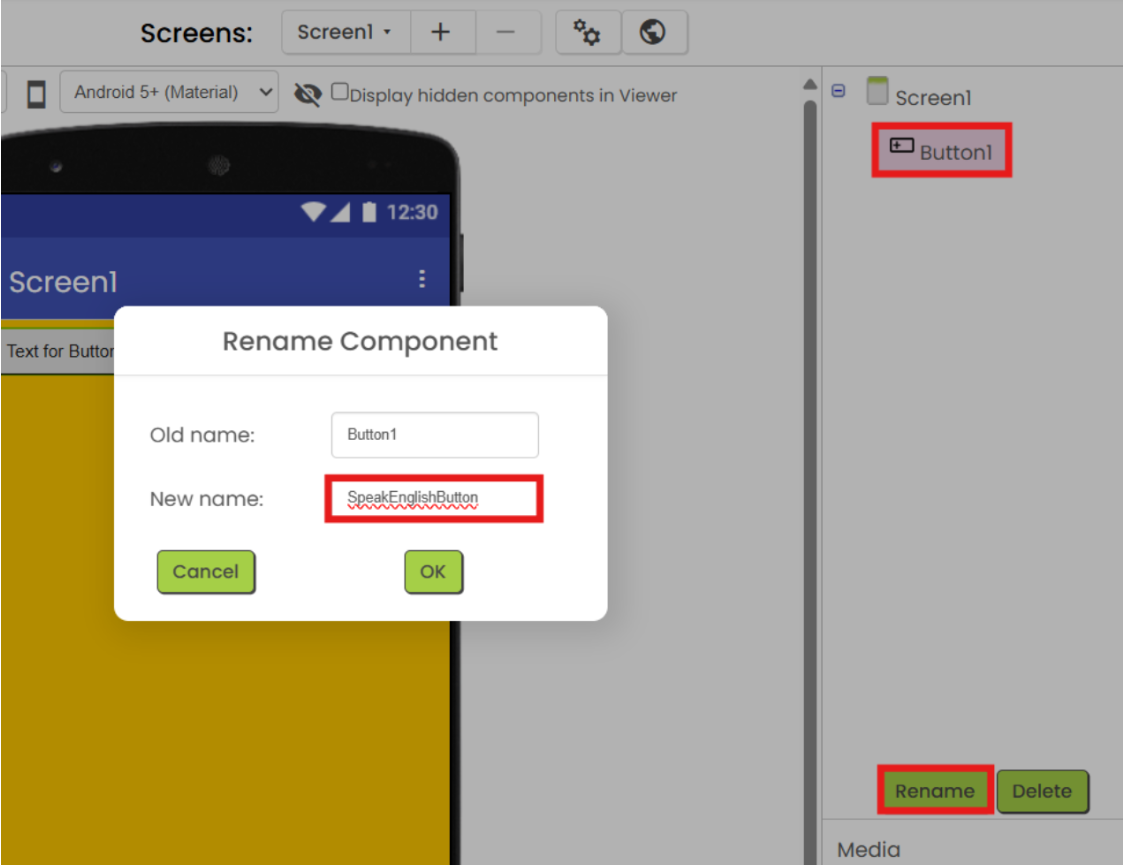 Screens:
Screen1
+
−
Android 5+ (Material)
Display hidden components in Viewer
Screen1
Button1
12:30
Screen1
Text for Button
Rename Component
Old name:
Button1
New name:
SpeakEnglishButton
Cancel
OK
Rename
Delete
Media